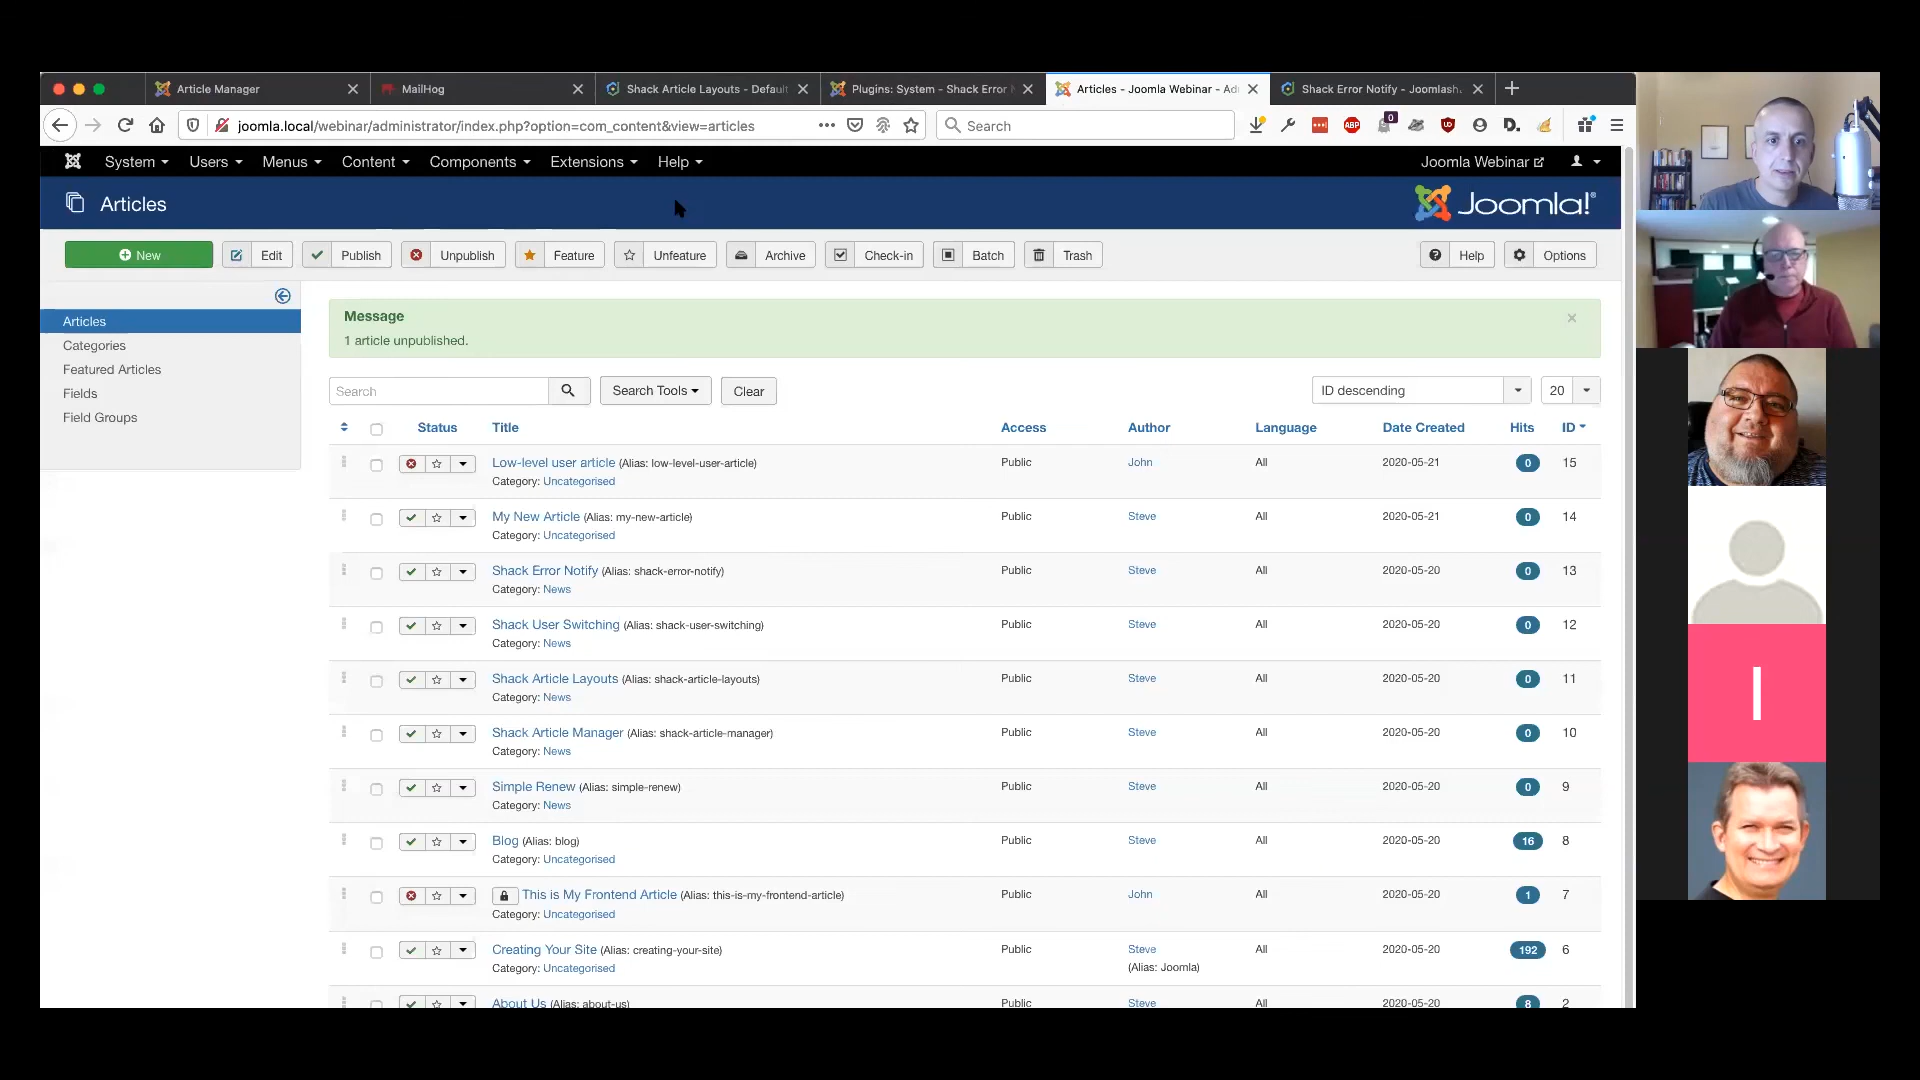 Article Manager
MailHog
Shack Article Layouts - Default
Plugins: System - Shack Error
Articles - Joomla Webinar - Ad
Shack Error Notify - Joomlash
joomla.local/webinar/administrator/index.php?option=com_content&view=articles
Search
0
ABP
D.
System Users Menus Content Components Extensions Help
Joomla Webinar
Articles
Joomla!®
New
Edit
Publish
Unpublish
Feature
Unfeature
Archive
Check-in
Batch
Trash
Help
Options
Articles
Categories
Featured Articles
Fields
Field Groups
Message
1 article unpublished.
Search
Search Tools
Clear
ID descending
20
Status Title Access Author Language Date Created Hits ID
Low-level user article (Alias: low-level-user-article) Public John All 2020-05-21 0 15
Category: Uncategorised
My New Article (Alias: my-new-article) Public Steve All 2020-05-21 0 14
Category: Uncategorised
Shack Error Notify (Alias: shack-error-notify) Public Steve All 2020-05-20 0 13
Category: News
Shack User Switching (Alias: shack-user-switching) Public Steve All 2020-05-20 0 12
Category: News
Shack Article Layouts (Alias: shack-article-layouts) Public Steve All 2020-05-20 0 11
Category: News
Shack Article Manager (Alias: shack-article-manager) Public Steve All 2020-05-20 0 10
Category: News
Simple Renew (Alias: simple-renew) Public Steve All 2020-05-20 0 9
Category: News
Blog (Alias: blog) Public Steve All 2020-05-20 16 8
Category: Uncategorised
This is My Frontend Article (Alias: this-is-my-frontend-article) Public John All 2020-05-20 1 7
Category: Uncategorised
Creating Your Site (Alias: creating-your-site) Public Steve All 2020-05-20 192 6
Category: Uncategorised (Alias: Joomla)
About Us (Alias: about-us) Public Steve All 2020-05-20 8 2
I